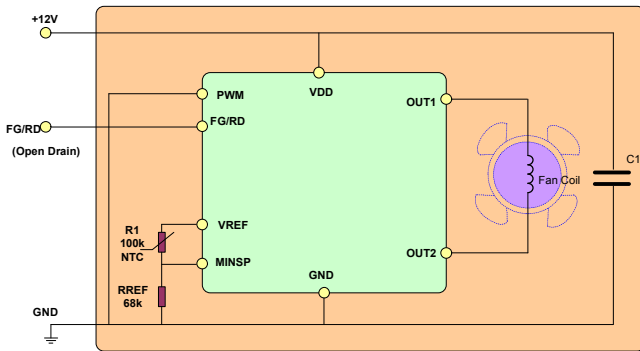 +12V
PWM
VDD
OUT1
FG/RD
FG/RD
(Open Drain)
C1
Fan Coil
R1
100k
NTC
VREF
MINSP
OUT2
RREF
68k
GND
GND